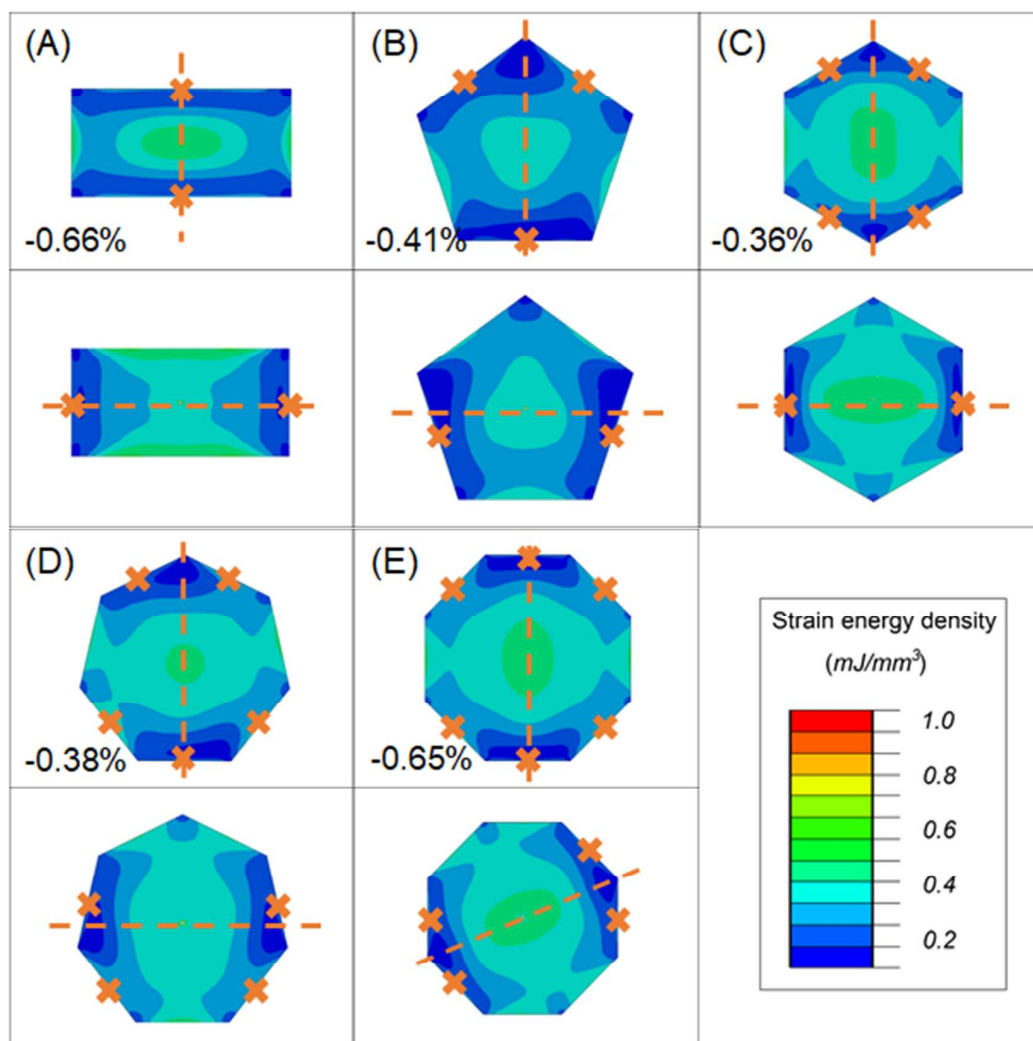 (A)
(B)
(C)
-0.66%
-0.41%
-0.36%
(D)
(E)
-0.38%
-0.65%
Strain energy density
(mJ/mm³)
1.0
0.8
0.6
0.4
0.2